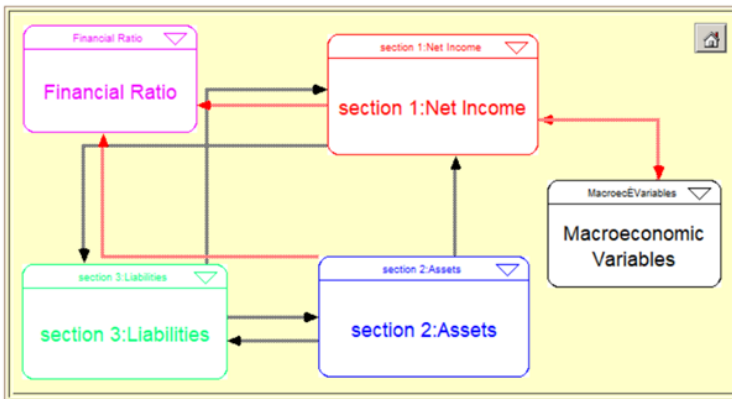 Financial Ratio
Financial Ratio
section 1:Net Income
section 1:Net Income
MacroecÉVariables
Macroeconomic
Variables
section 3:Liabilities
section 3:Liabilities
section 2:Assets
section 2:Assets